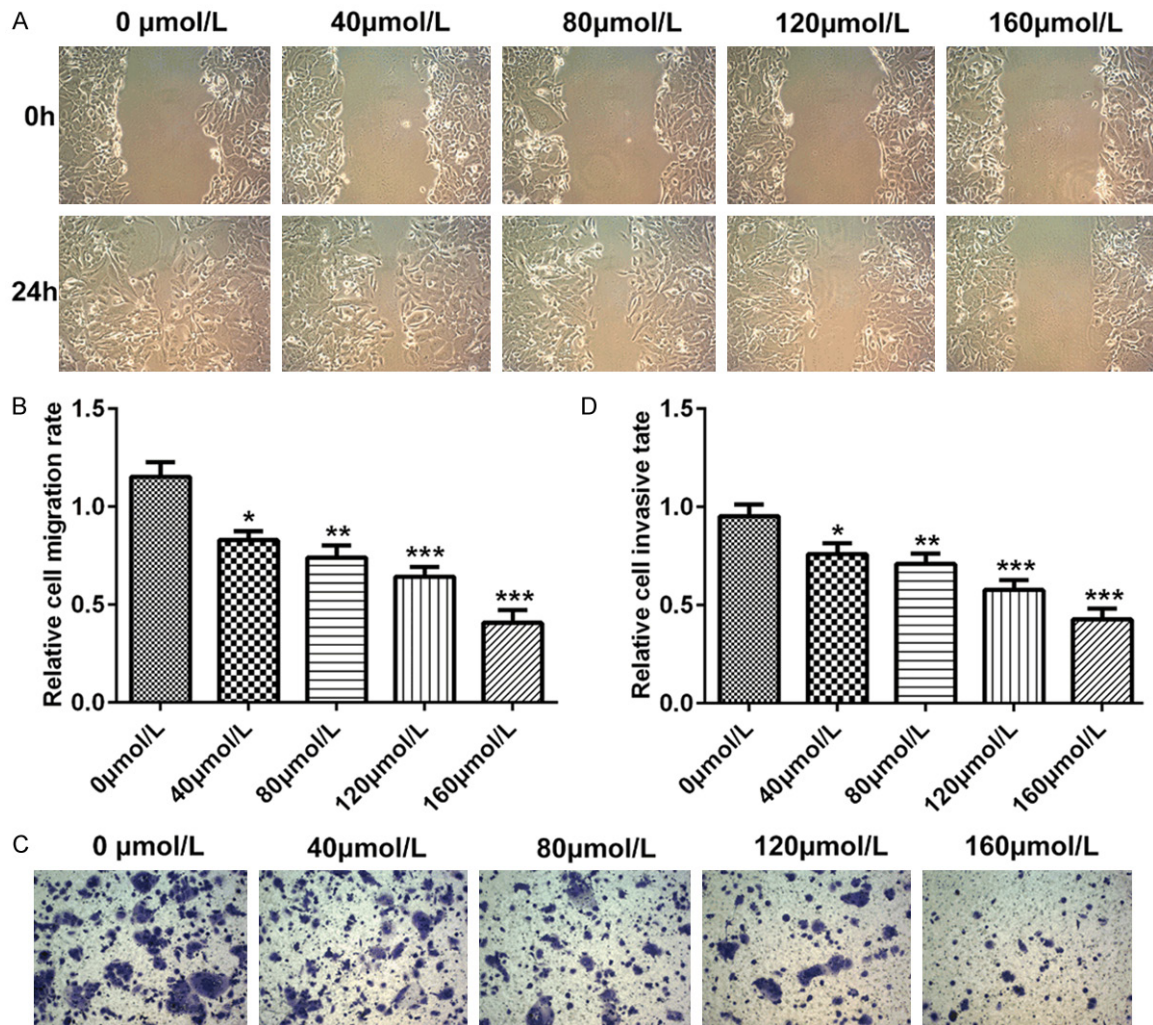 A
0 µmol/L 40µmol/L 80µmol/L 120µmol/L 160µmol/L
0h
24h
B
Relative cell migration rate
1.5
1.0
0.5
0.0
*
**
***
***
0µmol/L
40µmol/L
80µmol/L
120µmol/L
160µmol/L
D
Relative cell invasive tate
1.5
1.0
0.5
0.0
*
**
***
***
0µmol/L
40µmol/L
80µmol/L
120µmol/L
160µmol/L
C
0 µmol/L 40µmol/L 80µmol/L 120µmol/L 160µmol/L